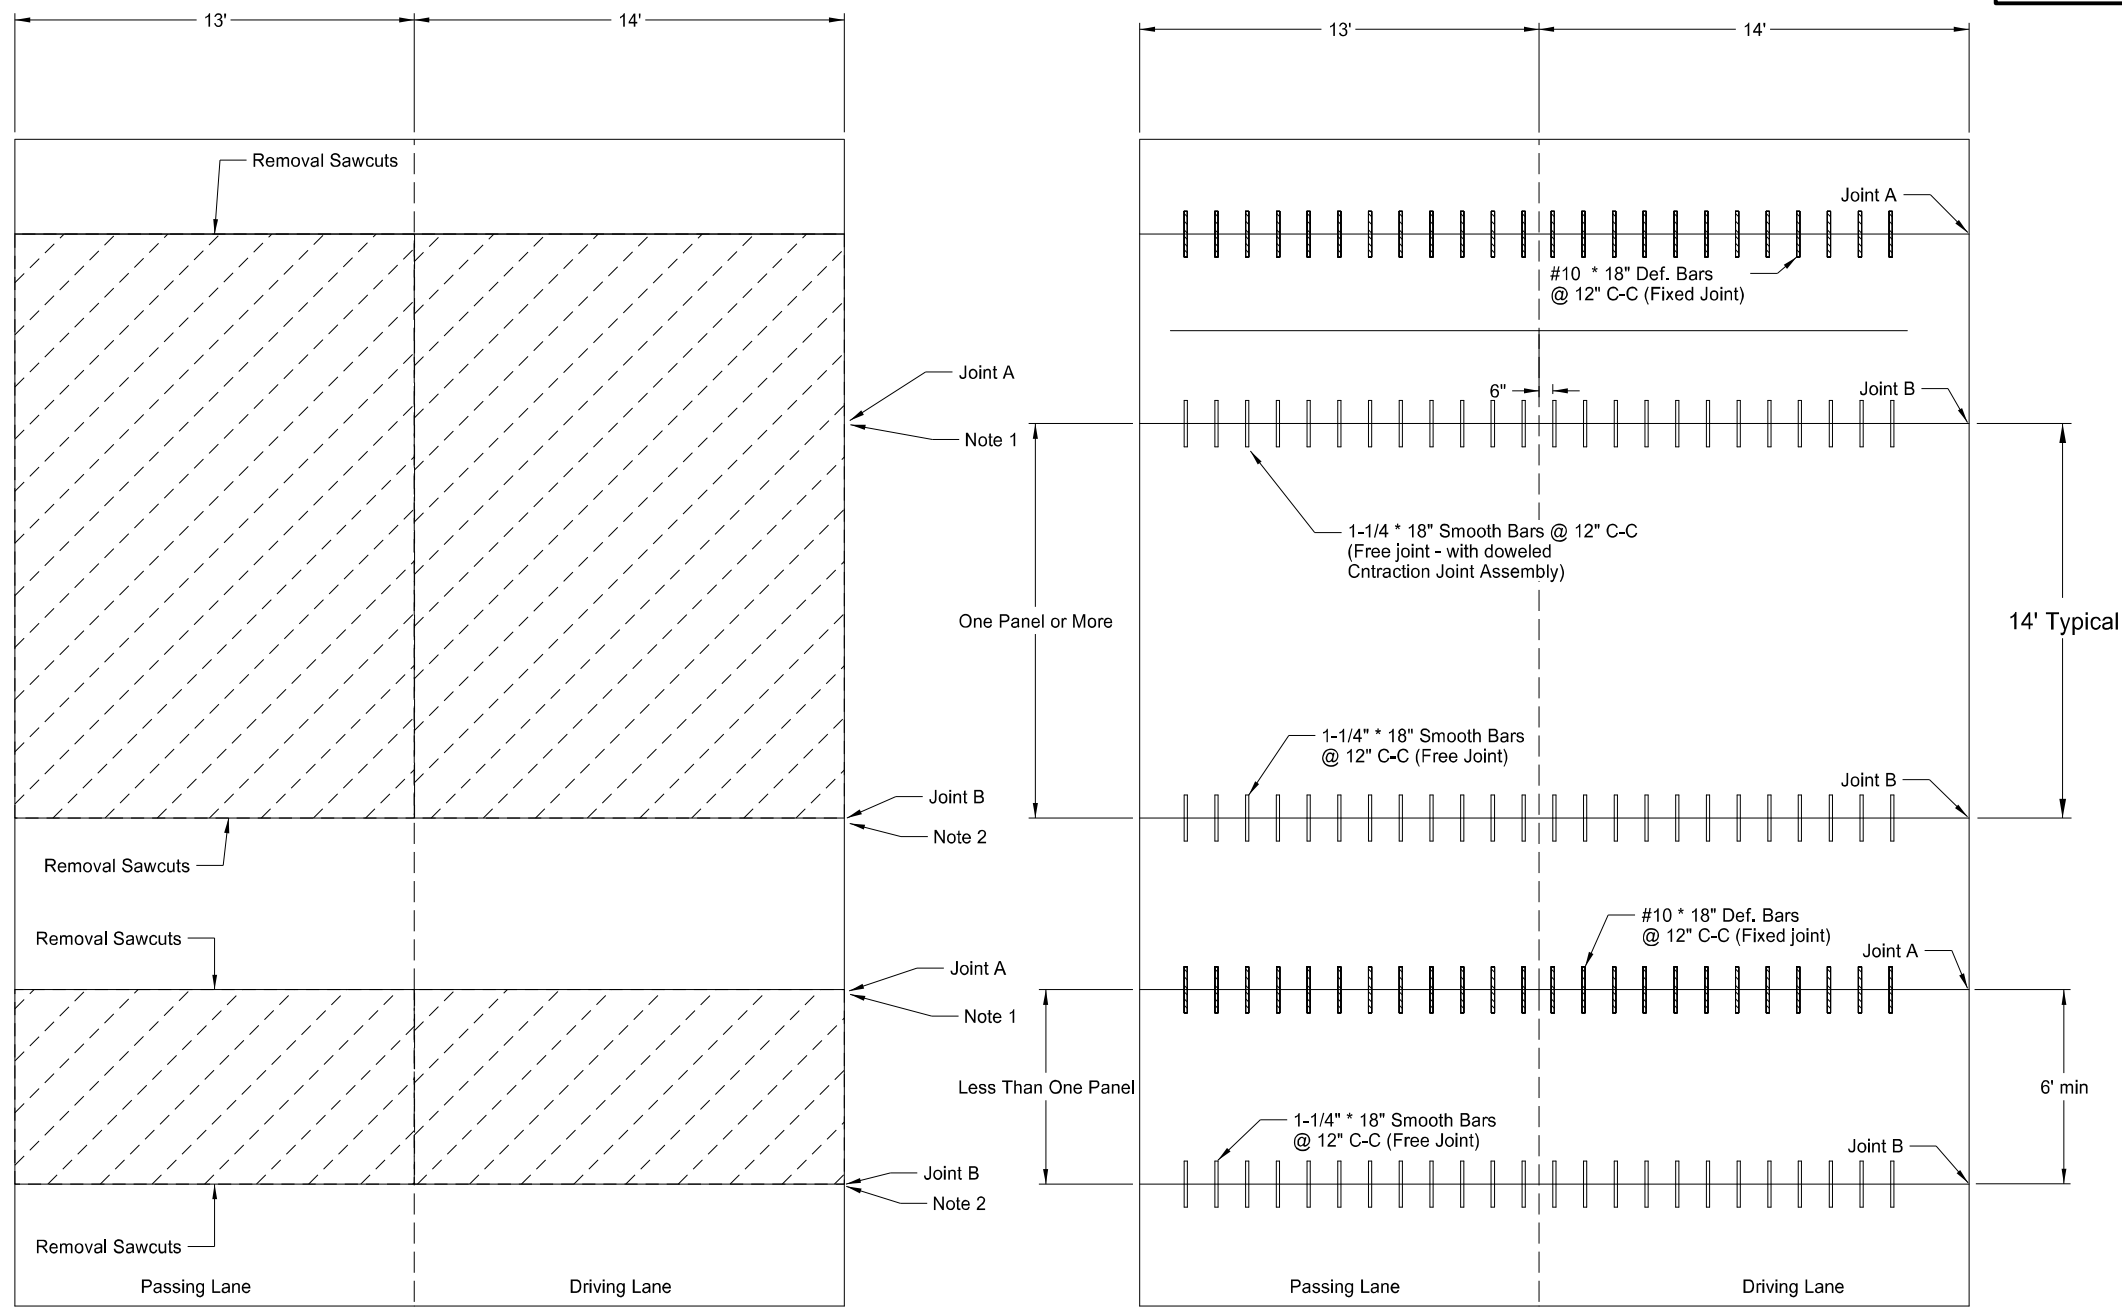 13'
14'
Removal Sawcuts
Joint A
Note 1
One Panel or More
Joint B
Note 2
Removal Sawcuts
Removal Sawcuts
Joint A
Note 1
Less Than One Panel
Joint B
Note 2
Removal Sawcuts
Passing Lane
Driving Lane
13'
14'
Joint A
#10 * 18" Def. Bars
@ 12" C-C (Fixed Joint)
6"
Joint B
1-1/4 * 18" Smooth Bars @ 12" C-C
(Free joint - with doweled
Cntraction Joint Assembly)
14' Typical
1-1/4" * 18" Smooth Bars
@ 12" C-C (Free Joint)
Joint B
#10 * 18" Def. Bars
@ 12" C-C (Fixed joint)
Joint A
6' min
1-1/4" * 18" Smooth Bars
@ 12" C-C (Free Joint)
Joint B
Passing Lane
Driving Lane